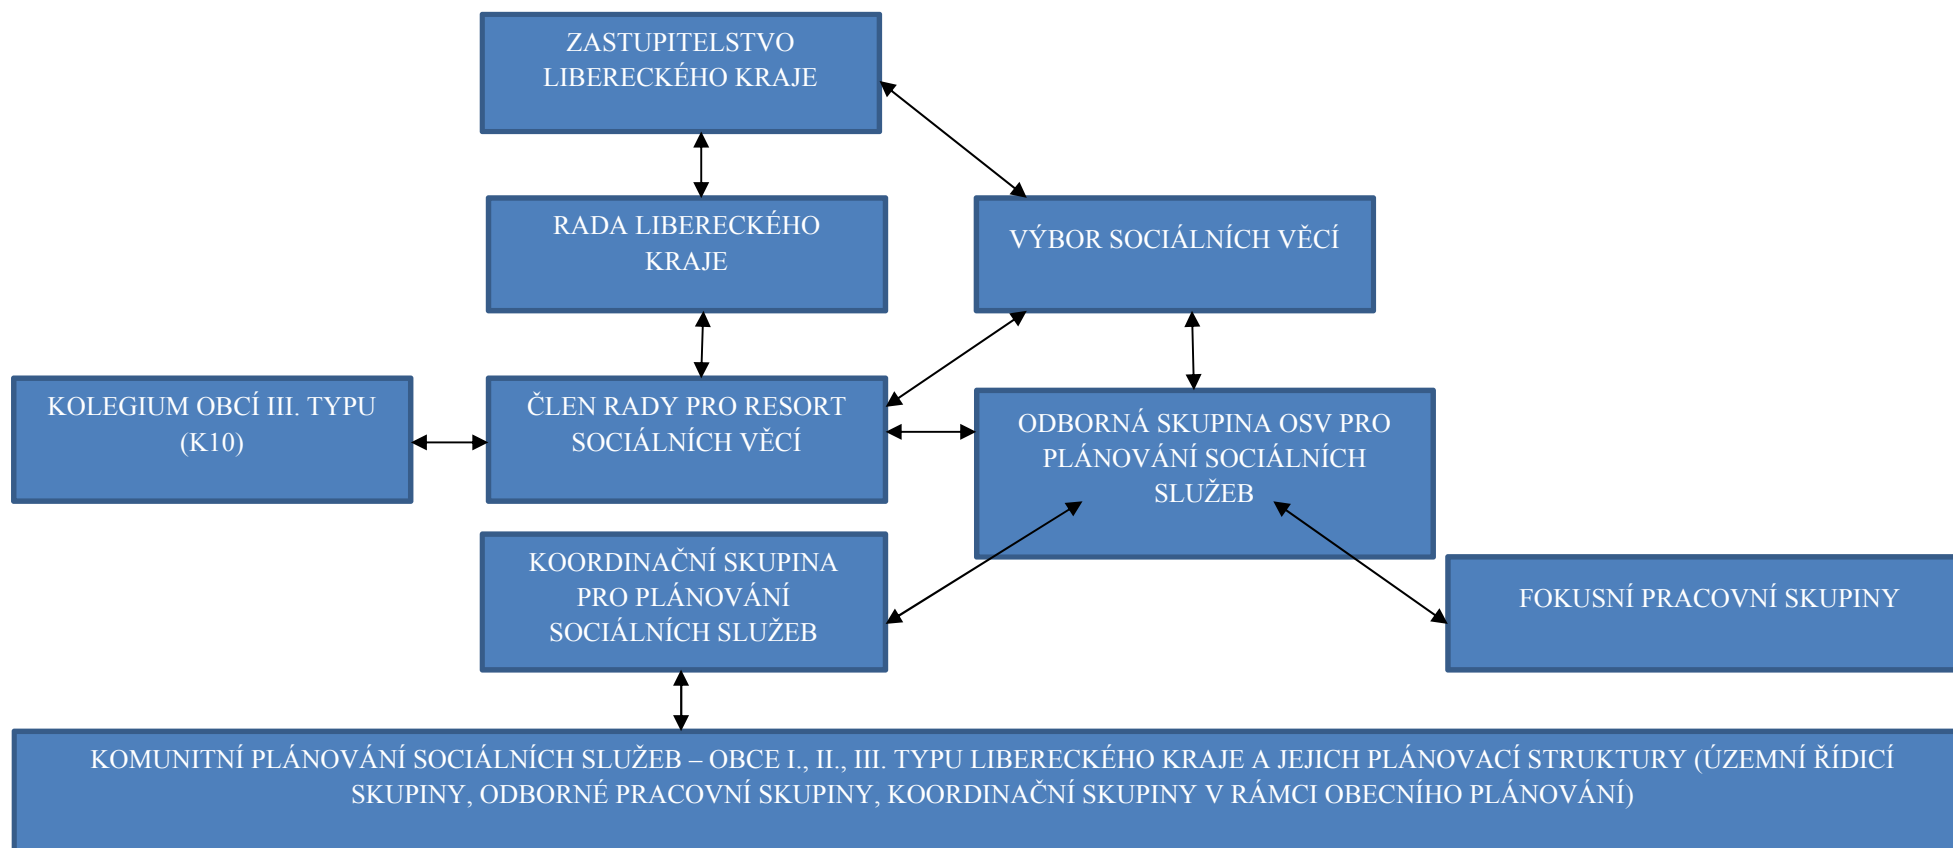 ZASTUPITELSTVO
LIBERECKÉHO KRAJE
RADA LIBERECKÉHO
KRAJE
VÝBOR SOCIÁLNÍCH VĚCÍ
KOLEGIUM OBCÍ III. TYPU
(K10)
ČLEN RADY PRO RESORT
SOCIÁLNÍCH VĚCÍ
ODBORNÁ SKUPINA OSV PRO
PLÁNOVÁNÍ SOCIÁLNÍCH
SLUŽEB
KOORDINAČNÍ SKUPINA
PRO PLÁNOVÁNÍ
SOCIÁLNÍCH SLUŽEB
FOKUSNÍ PRACOVNÍ SKUPINY
KOMUNITNÍ PLÁNOVÁNÍ SOCIÁLNÍCH SLUŽEB – OBCE I., II., III. TYPU LIBERECKÉHO KRAJE A JEJICH PLÁNOVACÍ STRUKTURY (ÚZEMNÍ ŘÍDICÍ
SKUPINY, ODBORNÉ PRACOVNÍ SKUPINY, KOORDINAČNÍ SKUPINY V RÁMCI OBECNÍHO PLÁNOVÁNÍ)